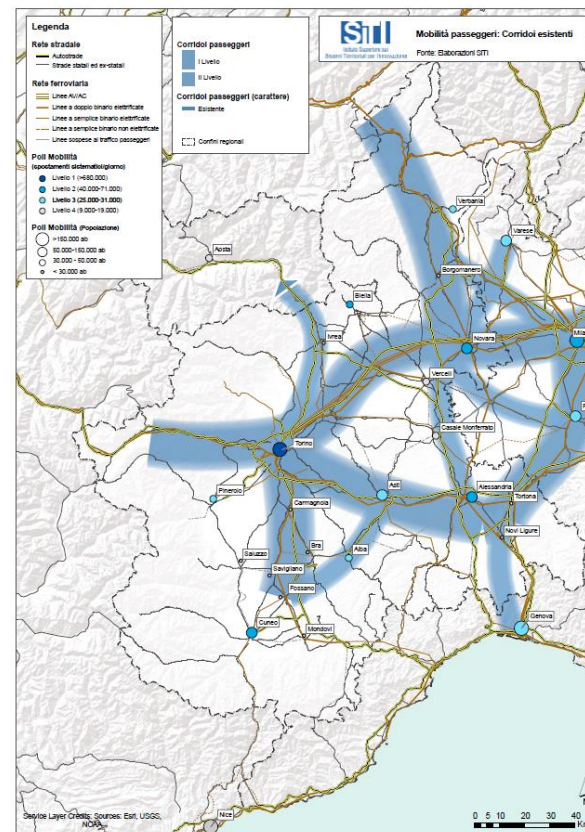 Legenda
Rete stradale
Autostrade
Strade statali ed ex-statali
Rete ferroviaria
Linee AV/AC
Linee a doppio binario elettrificate
Linee a semplice binario elettrificate
Linee a semplice binario non elettrificate
Linee sospese al traffico passeggeri
Poli Mobilità
(spostamenti sistematici/giorno)
Livello 1 (>680.000)
Livello 2 (40.000-71.000)
Livello 3 (25.000-31.000)
Livello 4 (9.000-19.000)
Poli Mobilità (Popolazione)
>150.000 ab
50.000-150.000 ab
30.000 - 50.000 ab
< 30.000 ab
Corridoi passeggeri
I Livello
II Livello
Corridoi passeggeri (carattere)
Esistente
Confini regionali
SiTI
Istituto Superiore sui
Sistemi Territoriali per l'Innovazione
Mobilità passeggeri: Corridoi esistenti
Fonte: Elaborazioni SITI
Verbania
Varese
Aosta
Borgomanero
Biella
Ivrea
Novara
Mila
Vercelli
Casale Monferrato
Torino
Pinerolo
Asti
Alessandria
Tortona
Carmagnola
Novi Ligure
Bra
Alba
Saluzzo
Savigliano
Fossano
Cuneo
Mondovì
Genova
Nice
Service Layer Credits: Sources: Esri, USGS,
NOAA
0 5 10 20 30 40
K